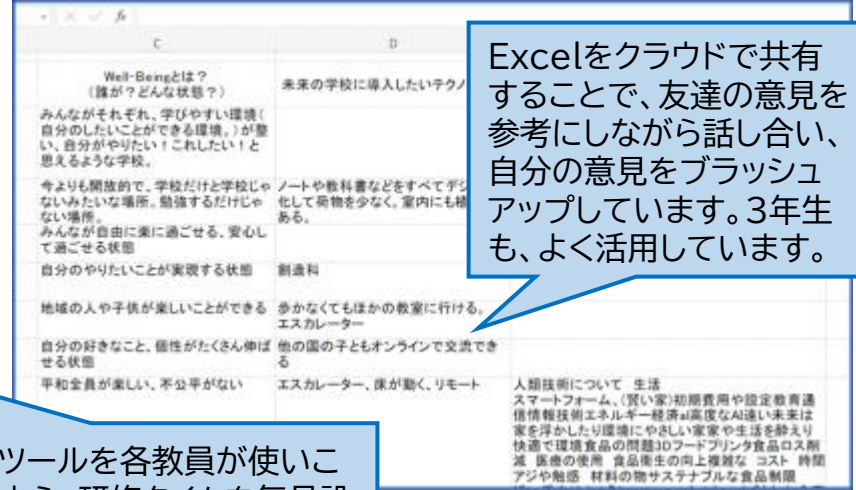 C
D
Well-Beingとは？
（誰が？どんな状態？）
未来の学校に導入したいテクノ
みんながそれぞれ、学びやすい環境（
自分のしたいことができる環境。）が整
い、自分がやりたい！これしたい！と
思えるような学校。
今よりも開放的で、学校だけと学校じゃ
ないみたいな場所。勉強するだけじゃ
ない場所。
ノートや教科書などをすべてデジ
化して荷物を少なく。室内にも植
ある。
みんなが自由に楽に過ごせる、安心し
て過ごせる状態
自分のやりたいことが実現する状態
創造科
地域の人や子供が楽しいことができる
歩かなくてもほかの教室に行ける。
エスカレーター
自分の好きなこと、個性がたくさん伸ば
せる状態
他の国の子ともオンラインで交流でき
る
平和全員が楽しい、不公平がない
エスカレーター、床が動く、リモート
人類技術について 生活
スマートフォーム、（賢い家）初期費用や設定教育通
信情報技術エネルギー経済ai高度なAI遠い未来は
家を浮かしたり環境にやさしい家家や生活を酔えり
快適で環境食品の問題3Dフードプリンタ食品ロス削
減 医療の使用 食品衛生の向上複雑な コスト 時間
アジや触感 材料の物サステナブルな食品制限
Excelをクラウドで共有
することで、友達の意見を
参考にしながら話し合い、
自分の意見をブラッシュ
アップしています。3年生
も、よく活用しています。
ツールを各教員が使いこ